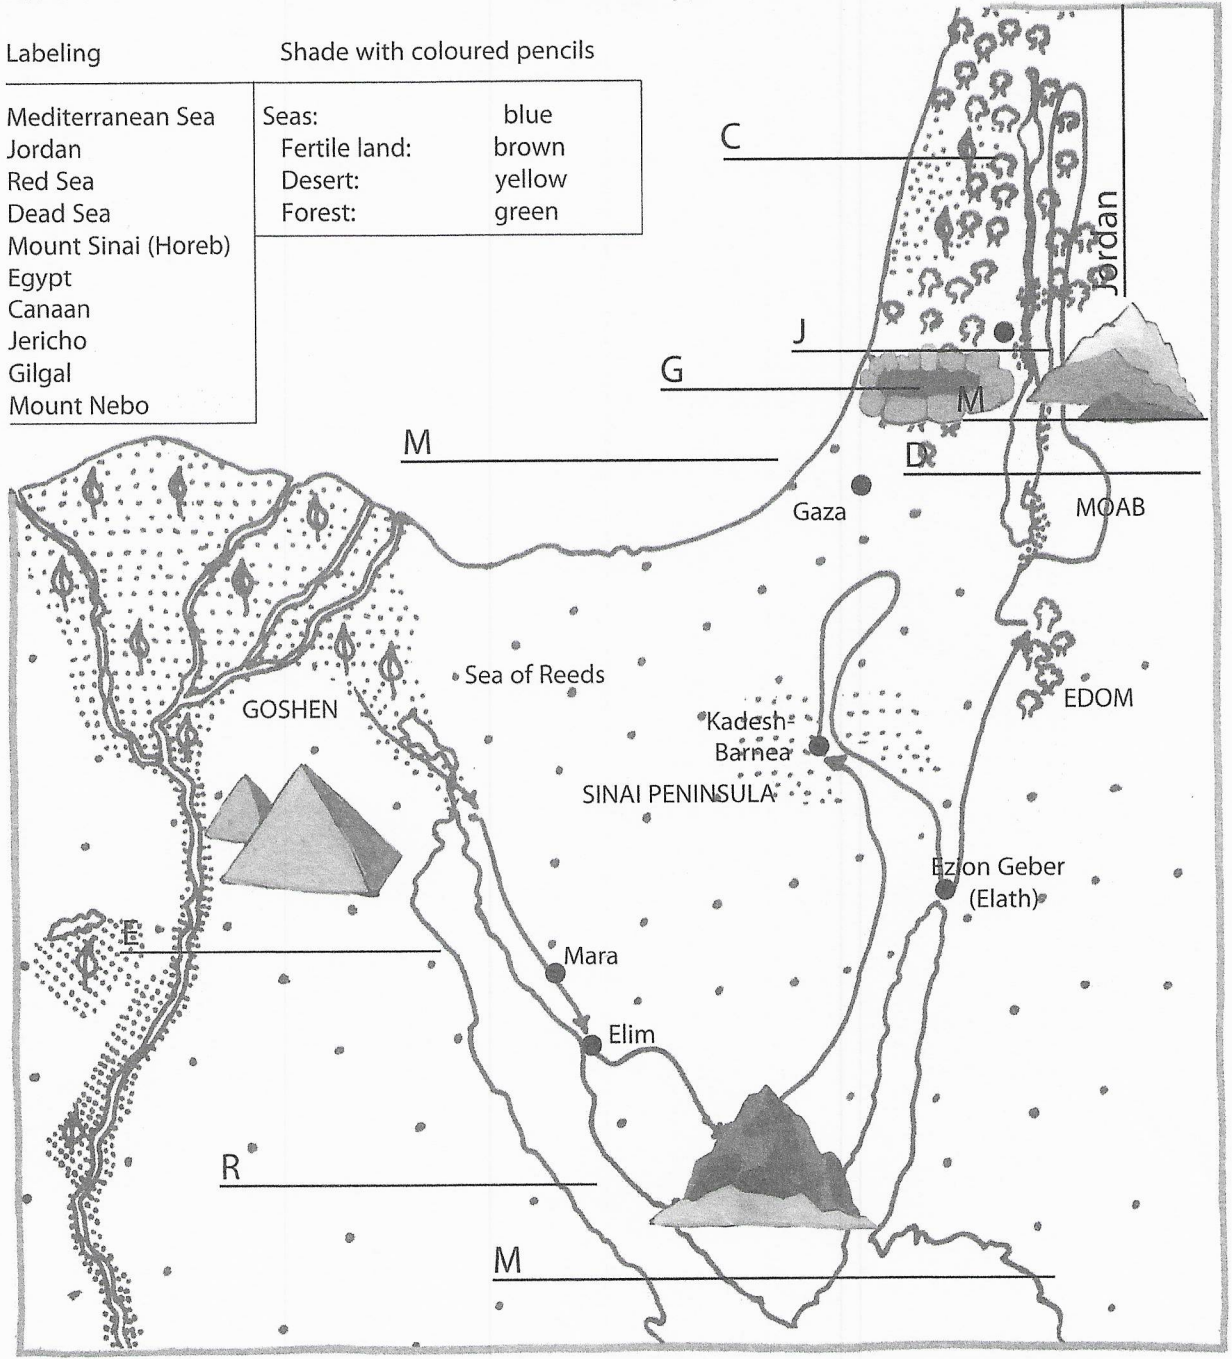 Labeling
Shade with coloured pencils
Mediterranean Sea
Jordan
Red Sea
Dead Sea
Mount Sinai (Horeb)
Egypt
Canaan
Jericho
Gilgal
Mount Nebo
Seas: blue
Fertile land: brown
Desert: yellow
Forest: green
C
Jordan
J
G
M
M
D
Gaza
MOAB
Sea of Reeds
GOSHEN
EDOM
Kadesh-
Barnea
SINAI PENINSULA
Ezion Geber
(Elath)
E
Mara
Elim
R
M